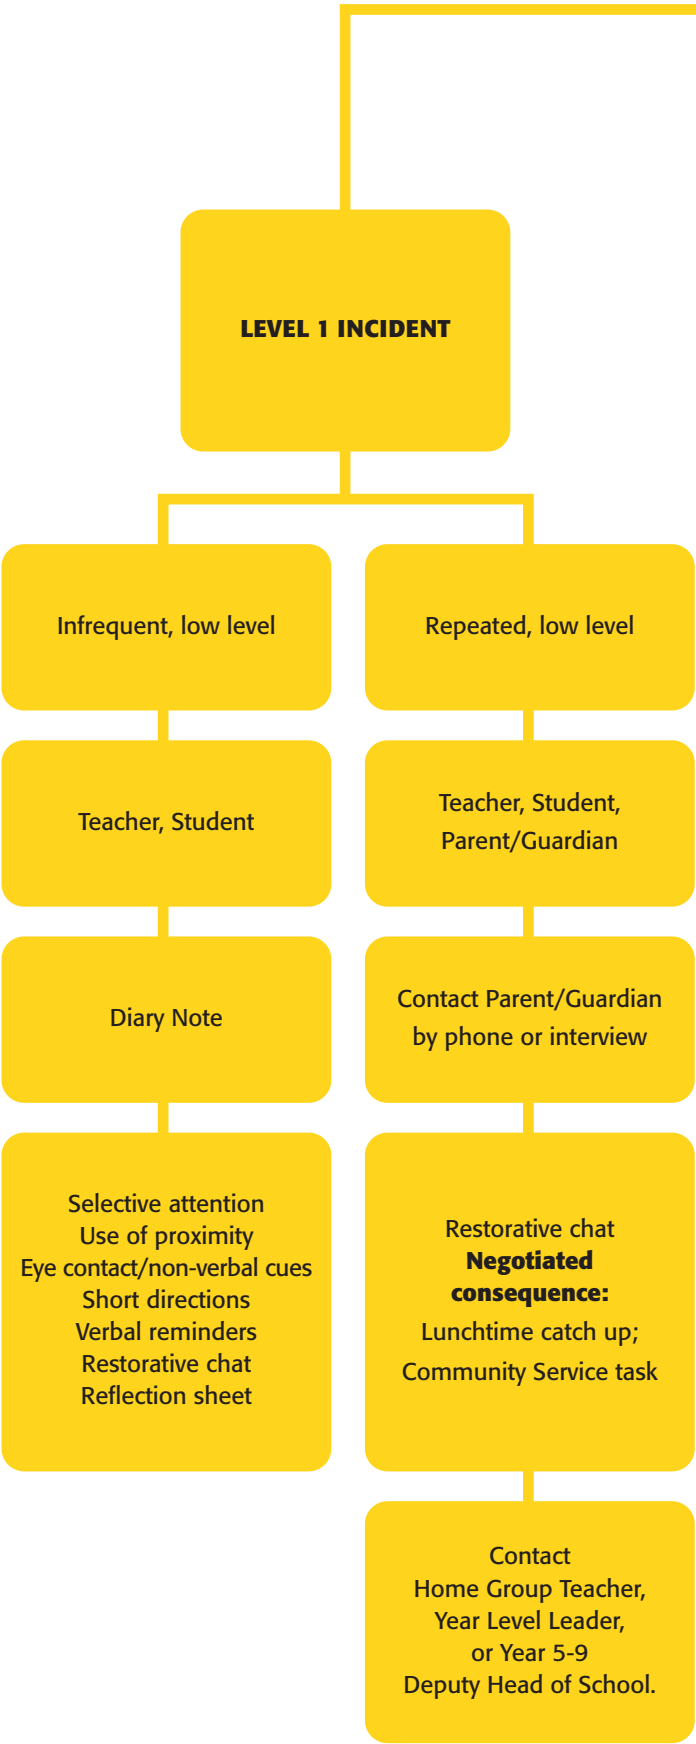 LEVEL 1 INCIDENT
Infrequent, low level
Repeated, low level
Teacher, Student
Teacher, Student,
Parent/Guardian
Diary Note
Contact Parent/Guardian
by phone or interview
Selective attention
Use of proximity
Eye contact/non-verbal cues
Short directions
Verbal reminders
Restorative chat
Reflection sheet
Restorative chat
Negotiated
consequence:
Lunchtime catch up;
Community Service task
Contact
Home Group Teacher,
Year Level Leader,
or Year 5-9
Deputy Head of School.